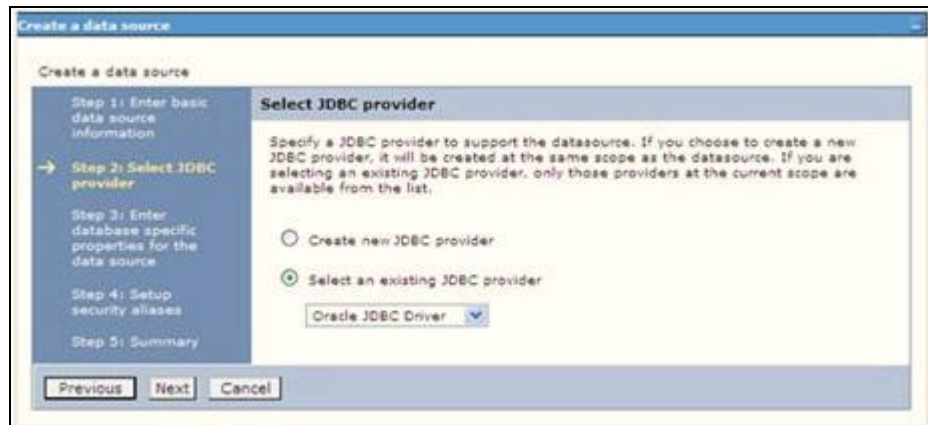 Create a data source
Create a data source
Step 1: Enter basic
data source
information
Step 2: Select JDBC
provider
Step 3: Enter
database specific
properties for the
data source
Step 4: Setup
security aliases
Step 5: Summary
Select JDBC provider
Specify a JDBC provider to support the datasource. If you choose to create a new
JDBC provider, it will be created at the same scope as the datasource. If you are
selecting an existing JDBC provider, only those providers at the current scope are
available from the list.
Create new JDBC provider
Select an existing JDBC provider
Oracle JDBC Driver
Previous Next Cancel